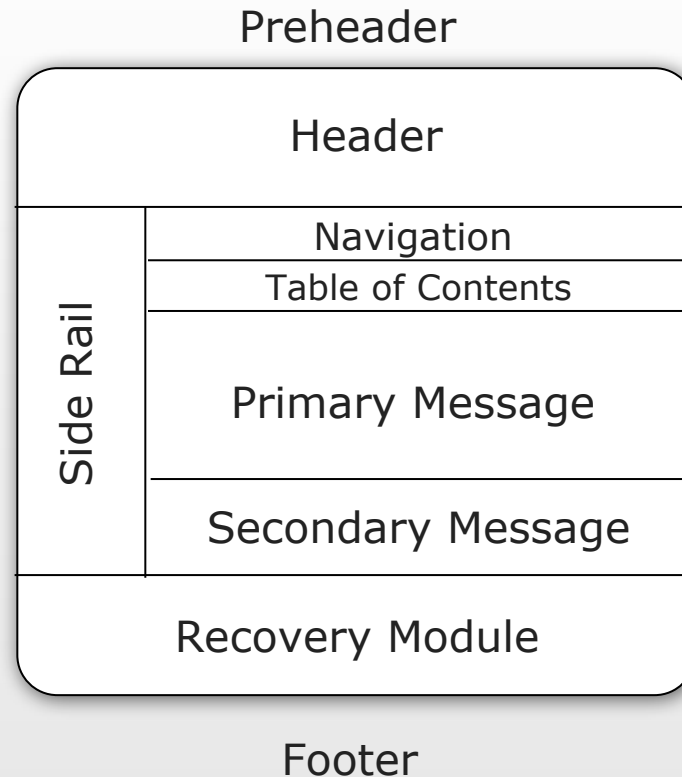 Preheader
Header
Side Rail
Navigation
Table of Contents
Primary Message
Secondary Message
Recovery Module
Footer